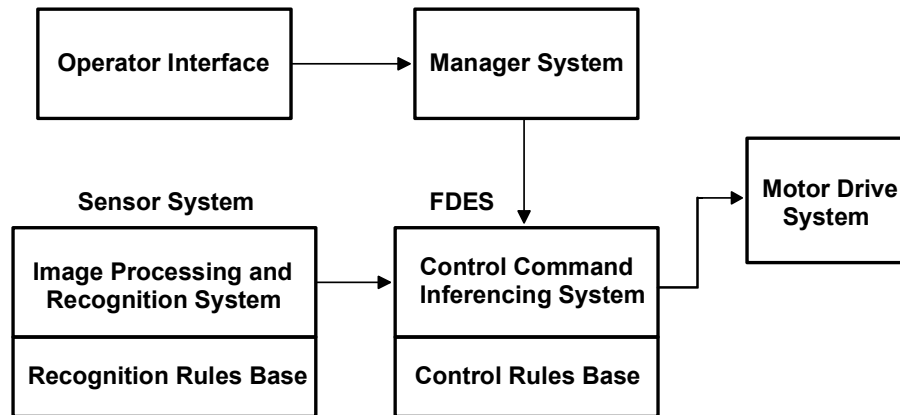 Operator Interface
Manager System
Motor Drive
System
Sensor System
FDES
Image Processing and
Recognition System
Control Command
Inferencing System
Recognition Rules Base
Control Rules Base